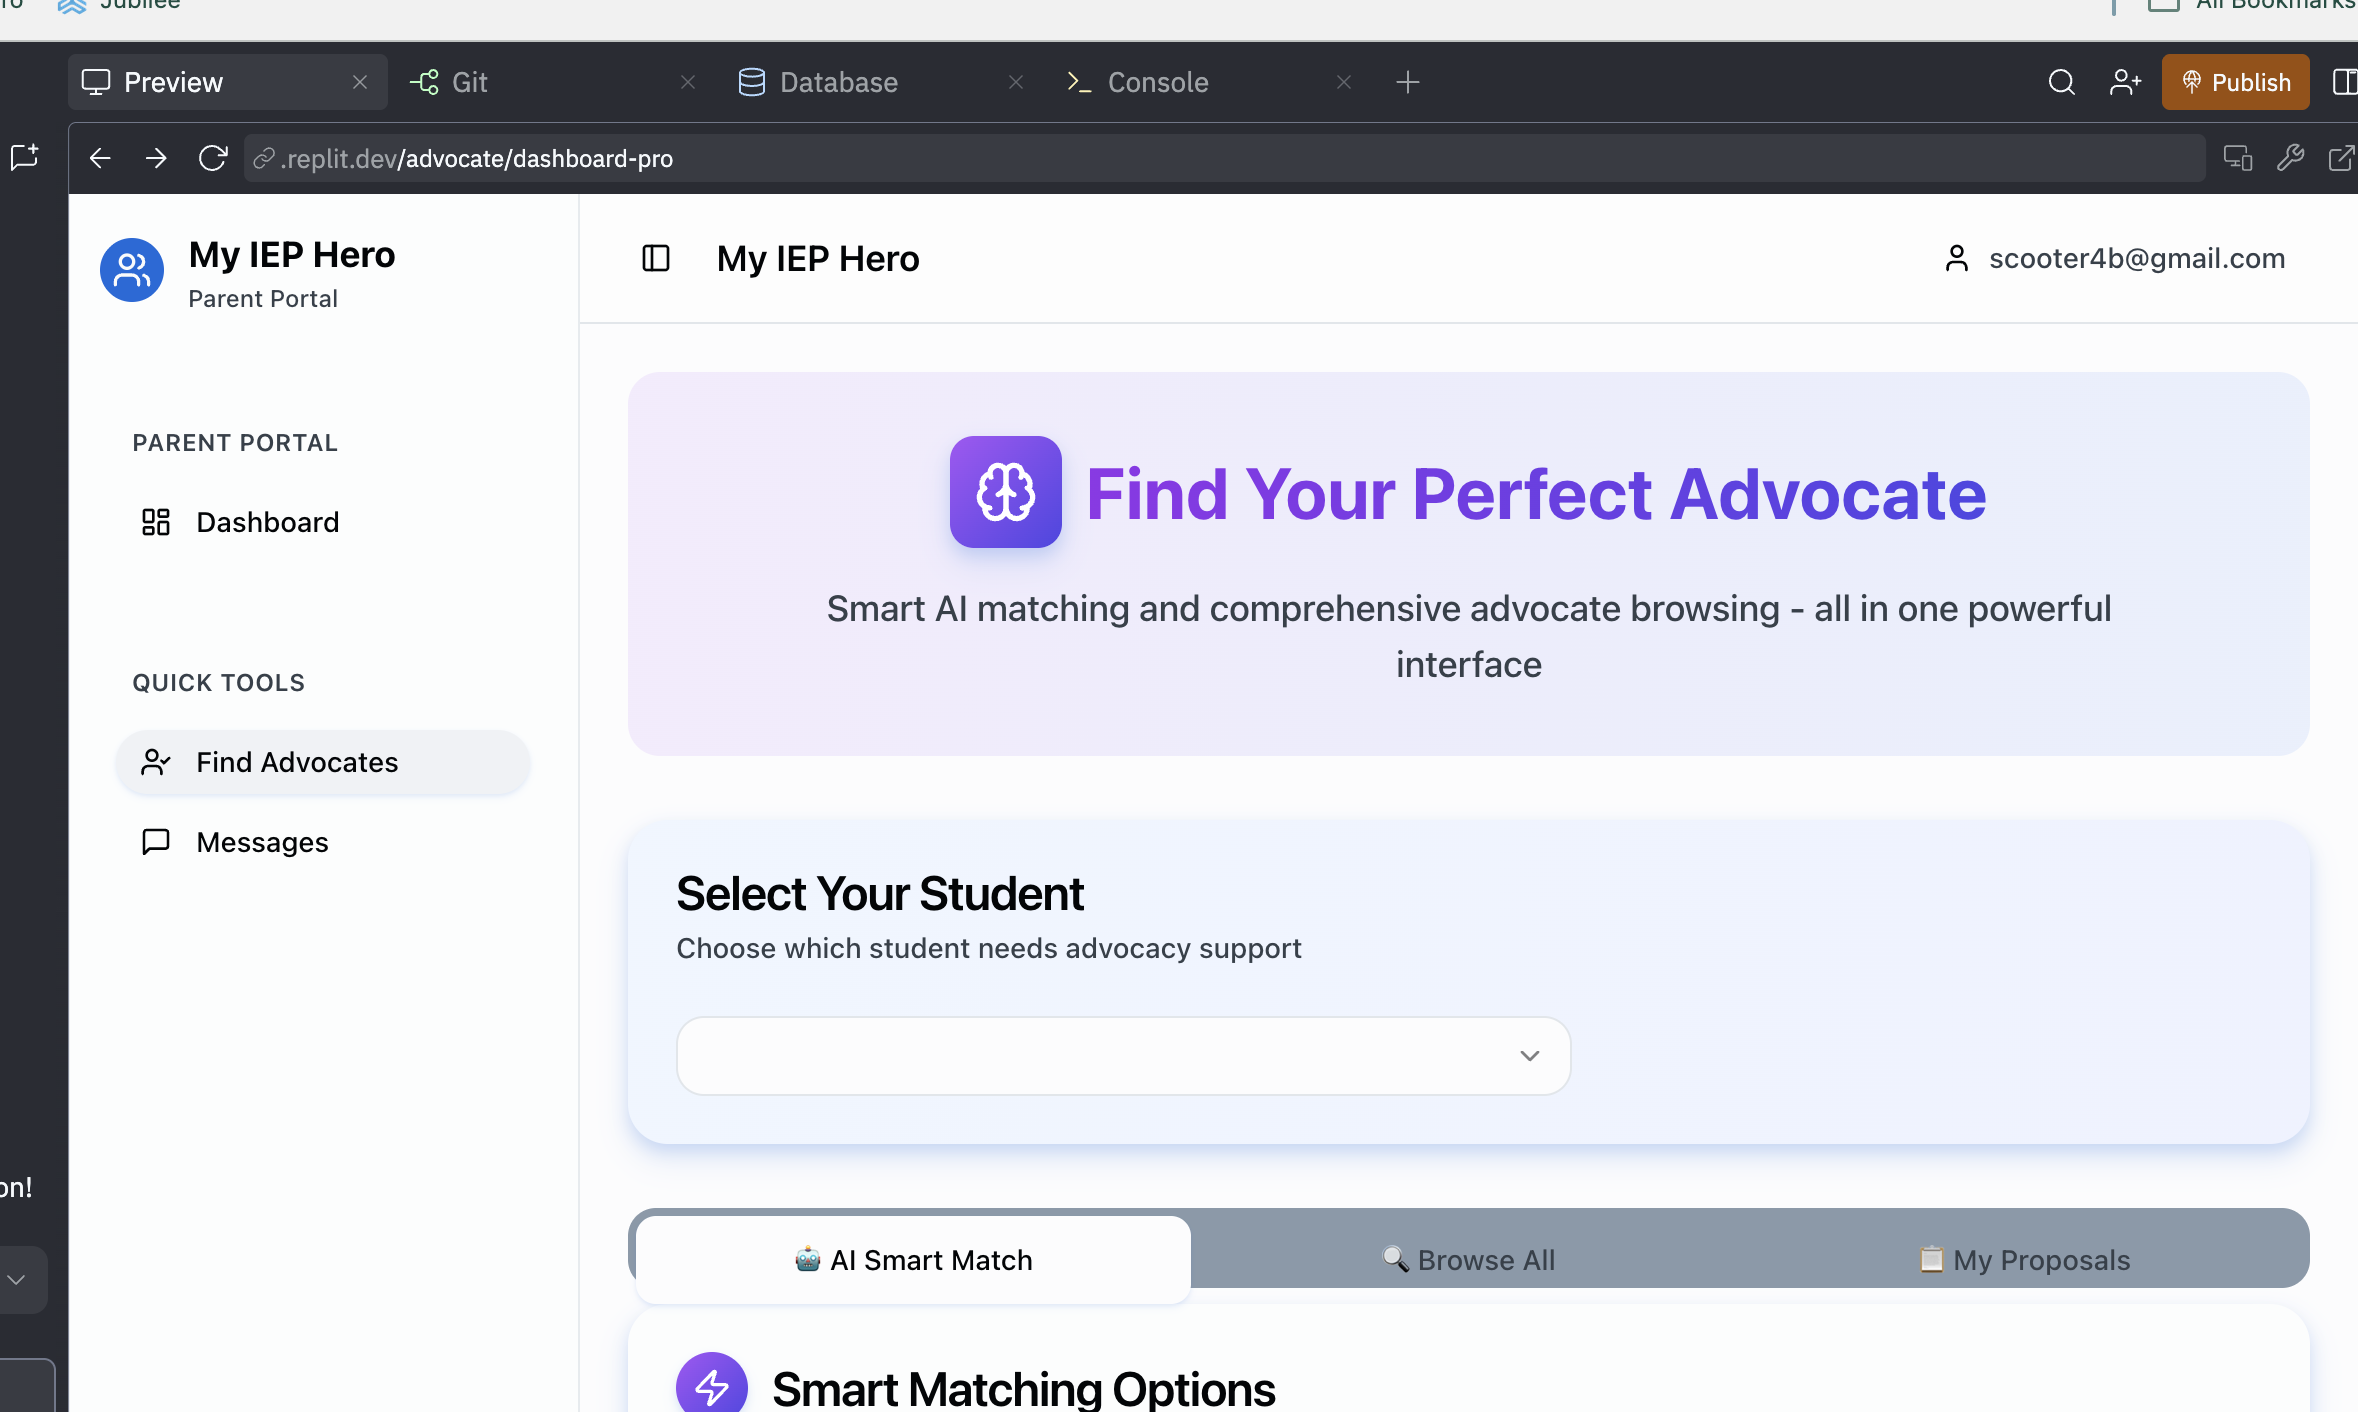 Jubilee
All Bookmarks
Preview
Git
Database
Console
Publish
.replit.dev/advocate/dashboard-pro
My IEP Hero
Parent Portal
My IEP Hero
scooter4b@gmail.com
PARENT PORTAL
Dashboard
QUICK TOOLS
Find Advocates
Messages
Find Your Perfect Advocate
Smart AI matching and comprehensive advocate browsing - all in one powerful
interface
Select Your Student
Choose which student needs advocacy support
on!
AI Smart Match
Browse All
My Proposals
Smart Matching Options